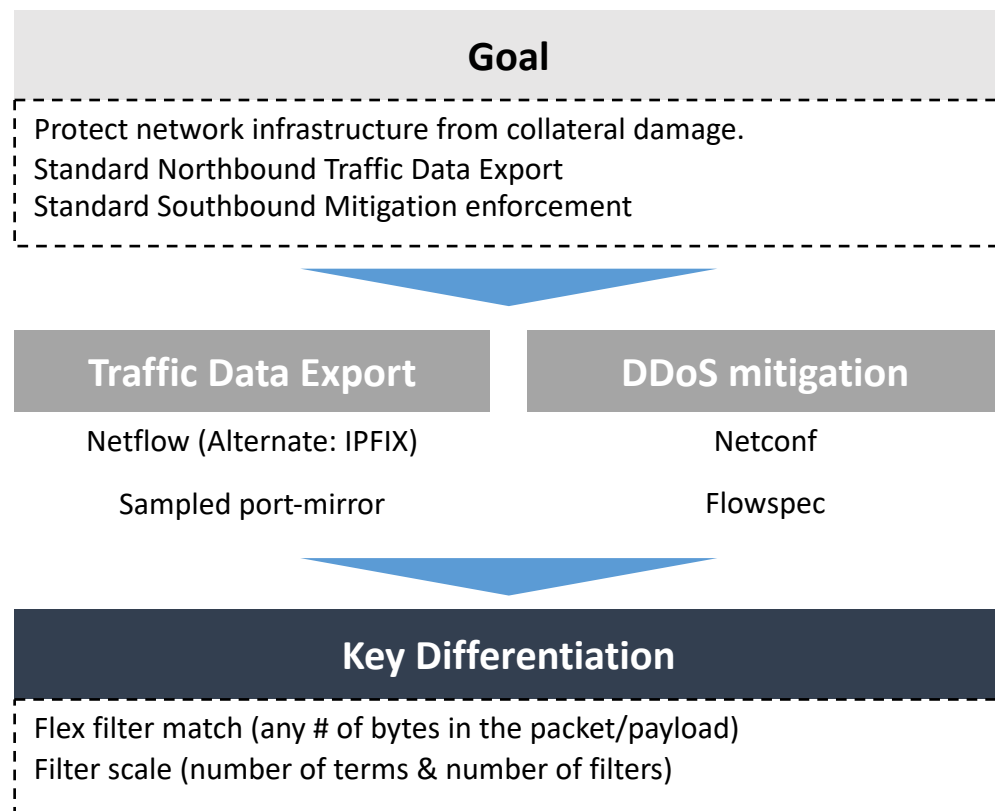 Goal
Protect network infrastructure from collateral damage.
Standard Northbound Traffic Data Export
Standard Southbound Mitigation enforcement
Traffic Data Export
Netflow (Alternate: IPFIX)
Sampled port-mirror
DDoS mitigation
Netconf
Flowspec
Key Differentiation
Flex filter match (any # of bytes in the packet/payload)
Filter scale (number of terms & number of filters)